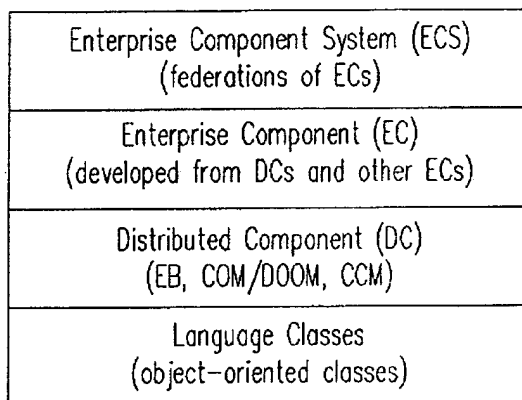 Enterprise Component System (ECS)
(federations of ECs)
Enterprise Component (EC)
(developed from DCs and other ECs)
Distributed Component (DC)
(EB, COM/DOOM, CCM)
Language Classes
(object-oriented classes)